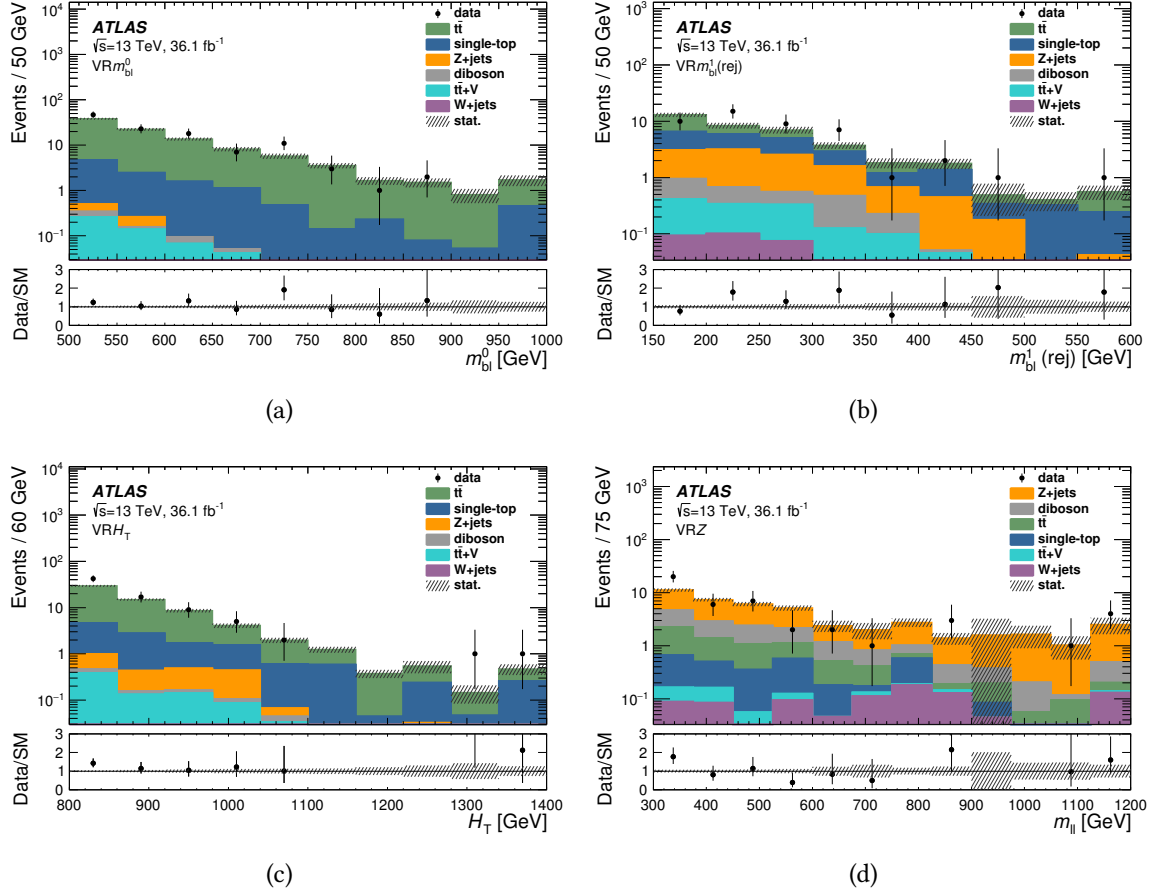 Events / 50 GeV
10⁴
10³
10²
10
1
10⁻¹
ATLAS
√s=13 TeV, 36.1 fb⁻¹
VRm⁰bl
data
tt̄
single-top
Z+jets
diboson
tt̄+V
W+jets
stat.
Data/SM
3
2
1
0
500 550 600 650 700 750 800 850 900 950 1000
m⁰bl [GeV]
(a)
Events / 50 GeV
10³
10²
10
1
10⁻¹
ATLAS
√s=13 TeV, 36.1 fb⁻¹
VRm¹bl(rej)
data
tt̄
single-top
Z+jets
diboson
tt̄+V
W+jets
stat.
Data/SM
3
2
1
0
150 200 250 300 350 400 450 500 550 600
m¹bl (rej) [GeV]
(b)
Events / 60 GeV
10⁴
10³
10²
10
1
10⁻¹
ATLAS
√s=13 TeV, 36.1 fb⁻¹
VRH_T
data
tt̄
single-top
Z+jets
diboson
tt̄+V
W+jets
stat.
Data/SM
3
2
1
0
800 900 1000 1100 1200 1300 1400
H_T [GeV]
(c)
Events / 75 GeV
10³
10²
10
1
10⁻¹
ATLAS
√s=13 TeV, 36.1 fb⁻¹
VRZ
data
Z+jets
diboson
tt̄
single-top
tt̄+V
W+jets
stat.
Data/SM
3
2
1
0
300 400 500 600 700 800 900 1000 1100 1200
m_ll [GeV]
(d)